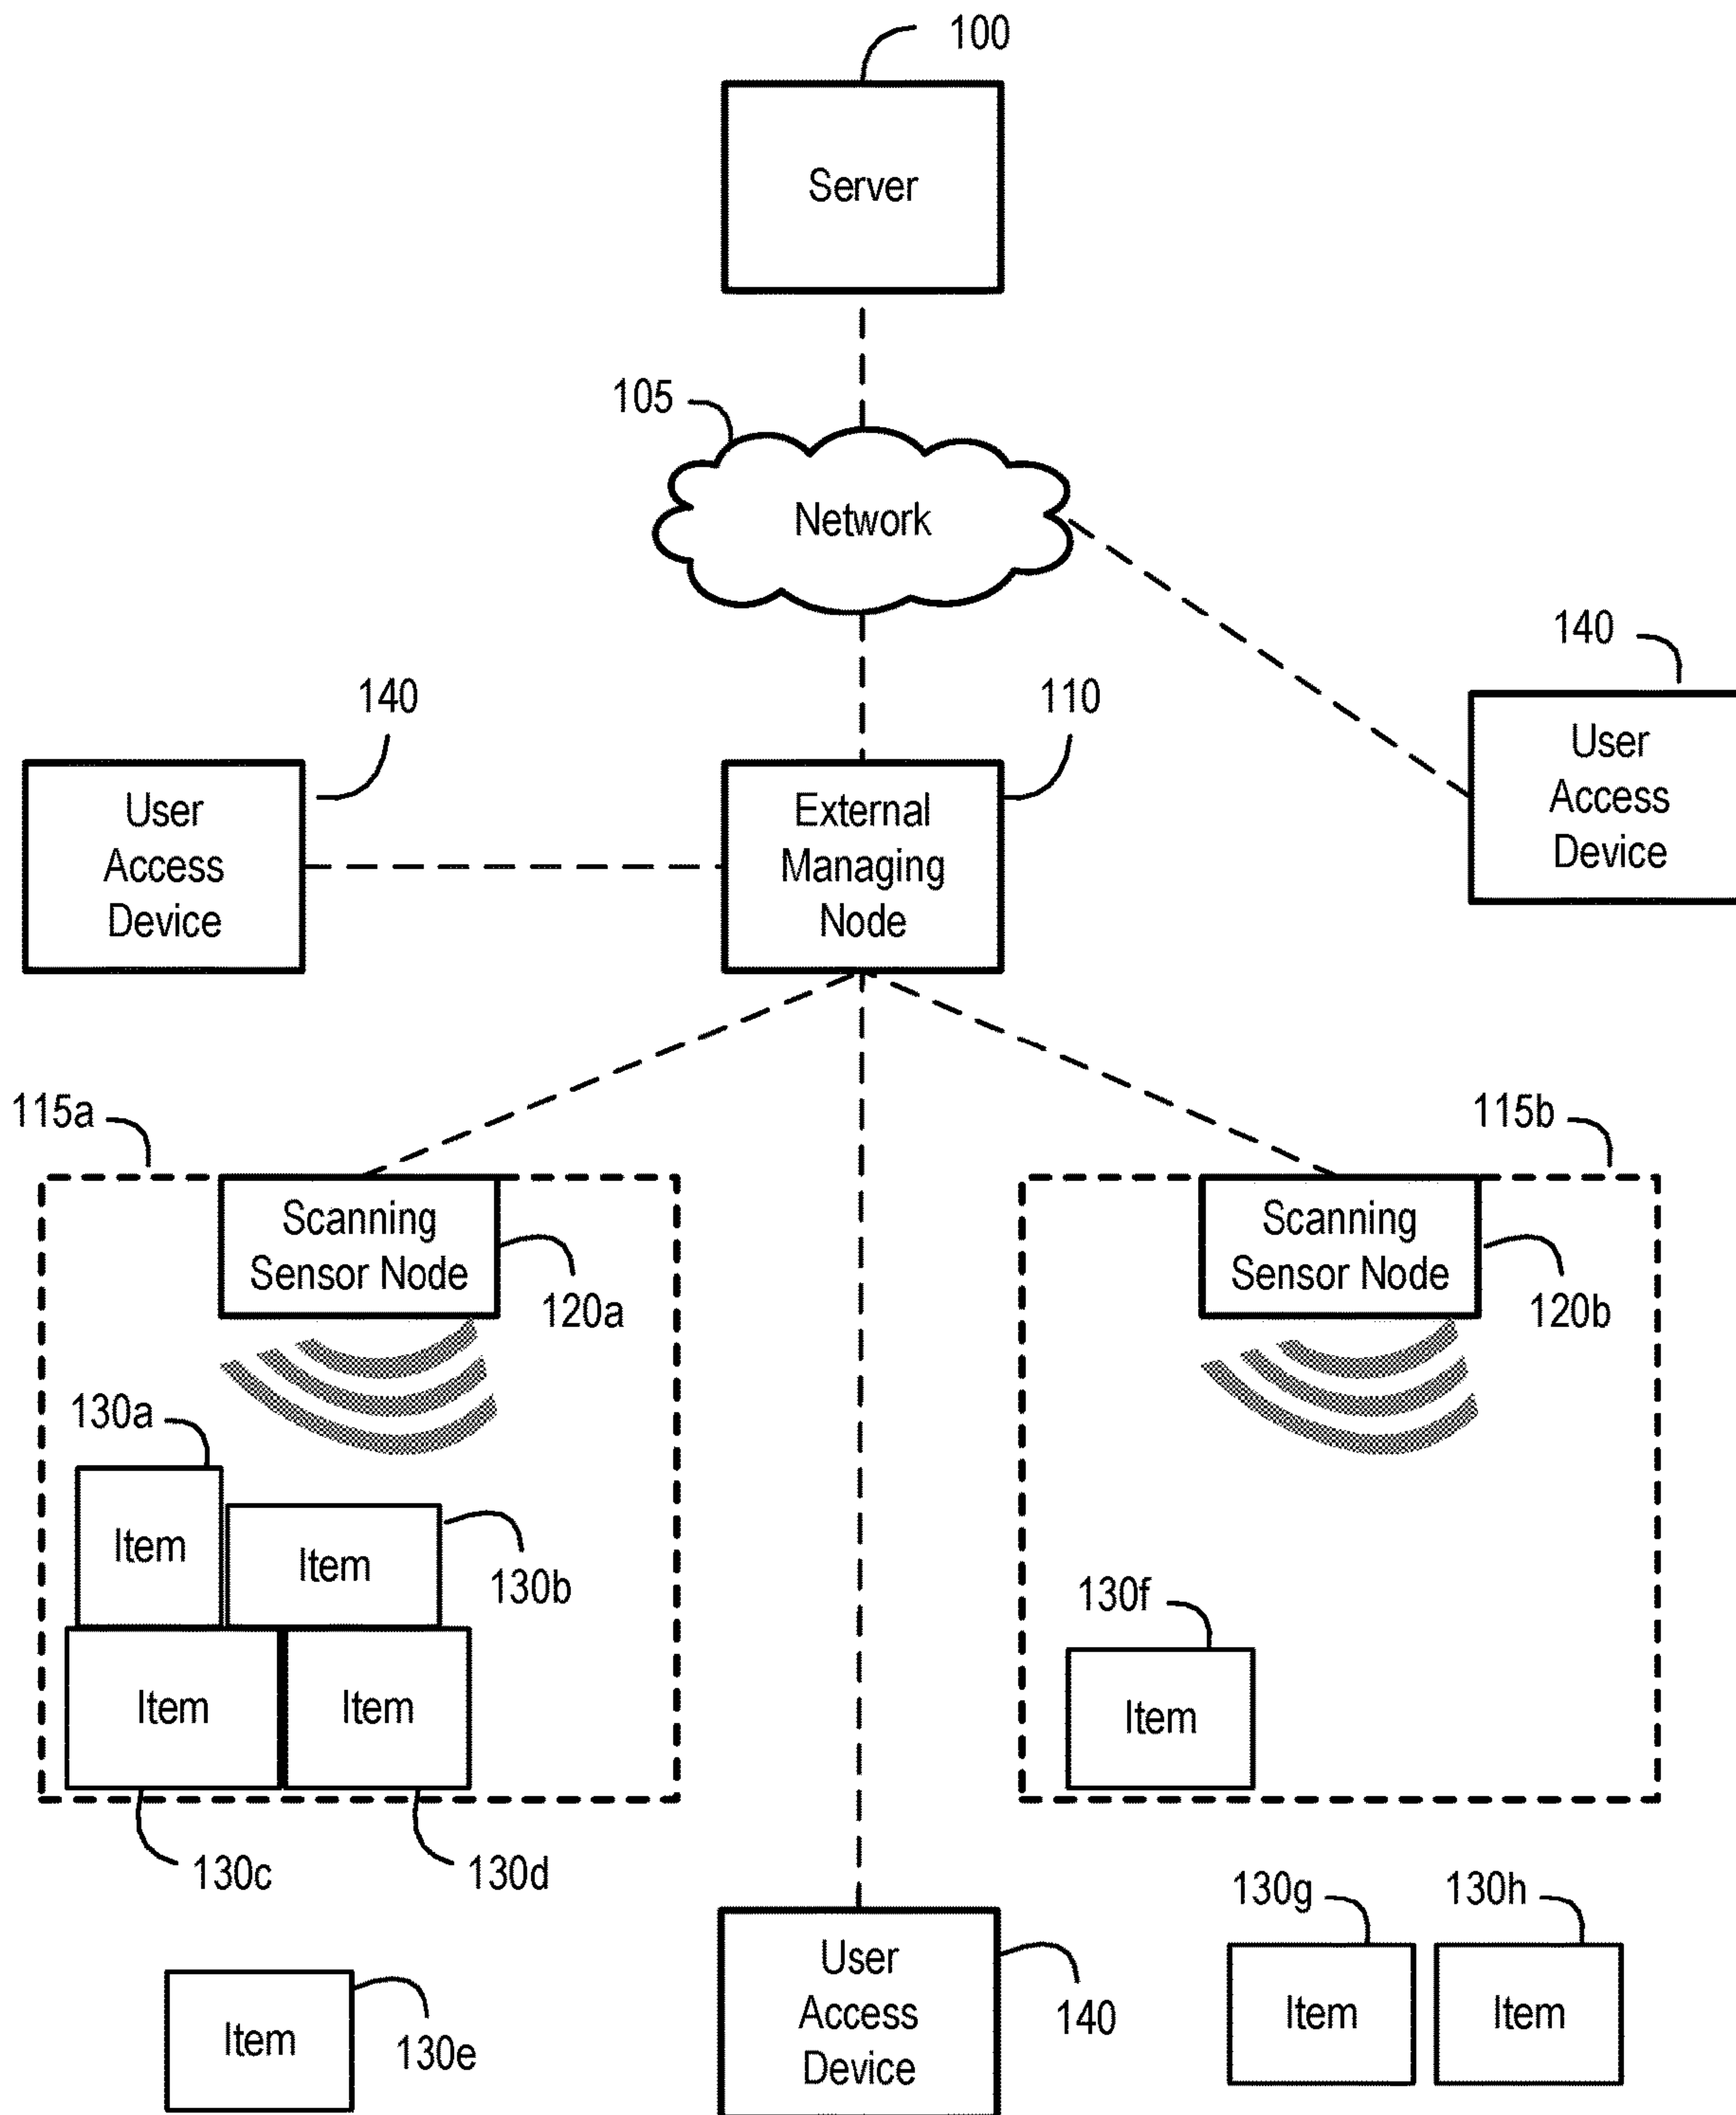 100
Server
105
Network
140
User
Access
Device
140
User
Access
Device
110
External
Managing
Node
115a
Scanning
Sensor Node
120a
115b
Scanning
Sensor Node
120b
130a
Item
Item
130b
Item
Item
130c
130d
130f
Item
Item
130e
User
Access
Device
140
130g
Item
130h
Item